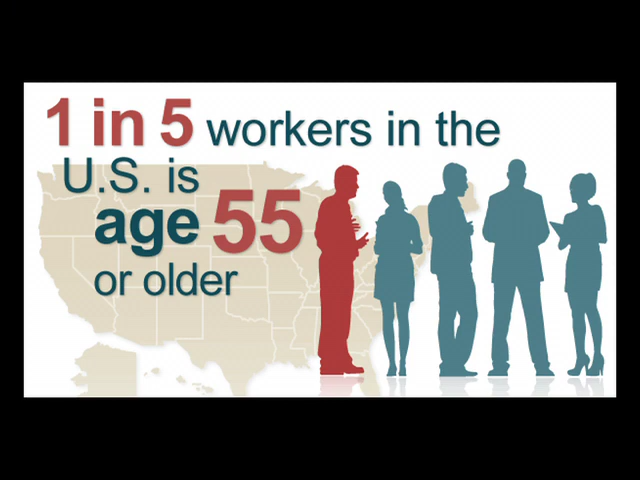 1 in 5 workers in the
U.S. is
age 55
or older